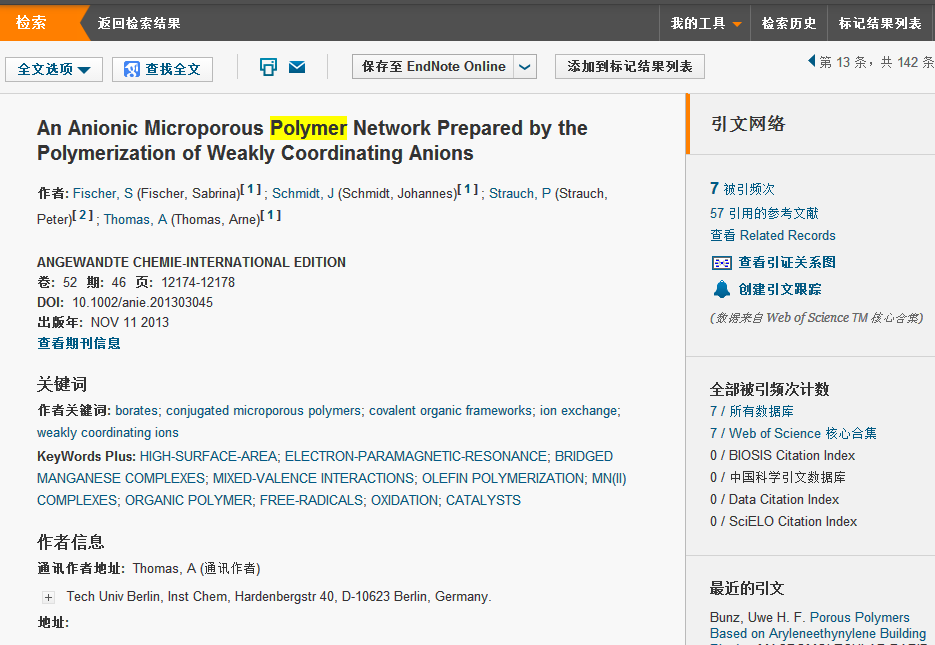 检索
返回检索结果
我的工具
检索历史
标记结果列表
全文选项
查找全文
保存至 EndNote Online
添加到标记结果列表
第 13 条，共 142 条
An Anionic Microporous Polymer Network Prepared by the
Polymerization of Weakly Coordinating Anions
作者: Fischer, S (Fischer, Sabrina)[ 1 ] ; Schmidt, J (Schmidt, Johannes)[ 1 ] ; Strauch, P (Strauch,
Peter)[ 2 ] ; Thomas, A (Thomas, Arne)[ 1 ]
ANGEWANDTE CHEMIE-INTERNATIONAL EDITION
卷: 52 期: 46 页: 12174-12178
DOI: 10.1002/anie.201303045
出版年: NOV 11 2013
查看期刊信息
关键词
作者关键词: borates; conjugated microporous polymers; covalent organic frameworks; ion exchange;
weakly coordinating ions
KeyWords Plus: HIGH-SURFACE-AREA; ELECTRON-PARAMAGNETIC-RESONANCE; BRIDGED
MANGANESE COMPLEXES; MIXED-VALENCE INTERACTIONS; OLEFIN POLYMERIZATION; MN(II)
COMPLEXES; ORGANIC POLYMER; FREE-RADICALS; OXIDATION; CATALYSTS
作者信息
通讯作者地址: Thomas, A (通讯作者)
Tech Univ Berlin, Inst Chem, Hardenbergstr 40, D-10623 Berlin, Germany.
地址:
引文网络
7 被引频次
57 引用的参考文献
查看 Related Records
查看引证关系图
创建引文跟踪
(数据来自 Web of Science TM 核心合集)
全部被引频次计数
7 / 所有数据库
7 / Web of Science 核心合集
0 / BIOSIS Citation Index
0 / 中国科学引文数据库
0 / Data Citation Index
0 / SciELO Citation Index
最近的引文
Bunz, Uwe H. F. Porous Polymers
Based on Aryleneethynylene Building